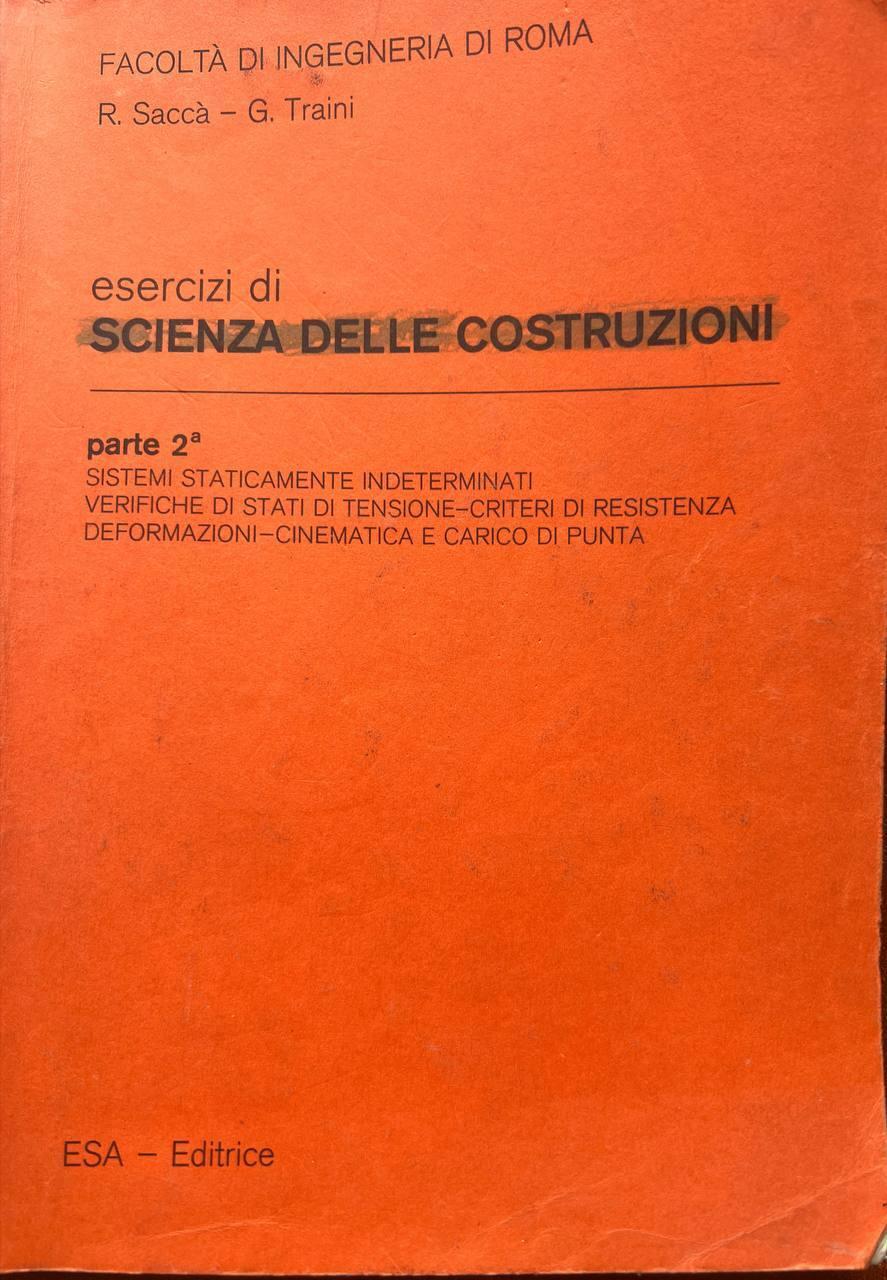 FACOLTÀ DI INGEGNERIA DI ROMA
R. Saccà – G. Traini
esercizi di
SCIENZA DELLE COSTRUZIONI
parte 2ª
SISTEMI STATICAMENTE INDETERMINATI
VERIFICHE DI STATI DI TENSIONE–CRITERI DI RESISTENZA
DEFORMAZIONI–CINEMATICA E CARICO DI PUNTA
ESA – Editrice